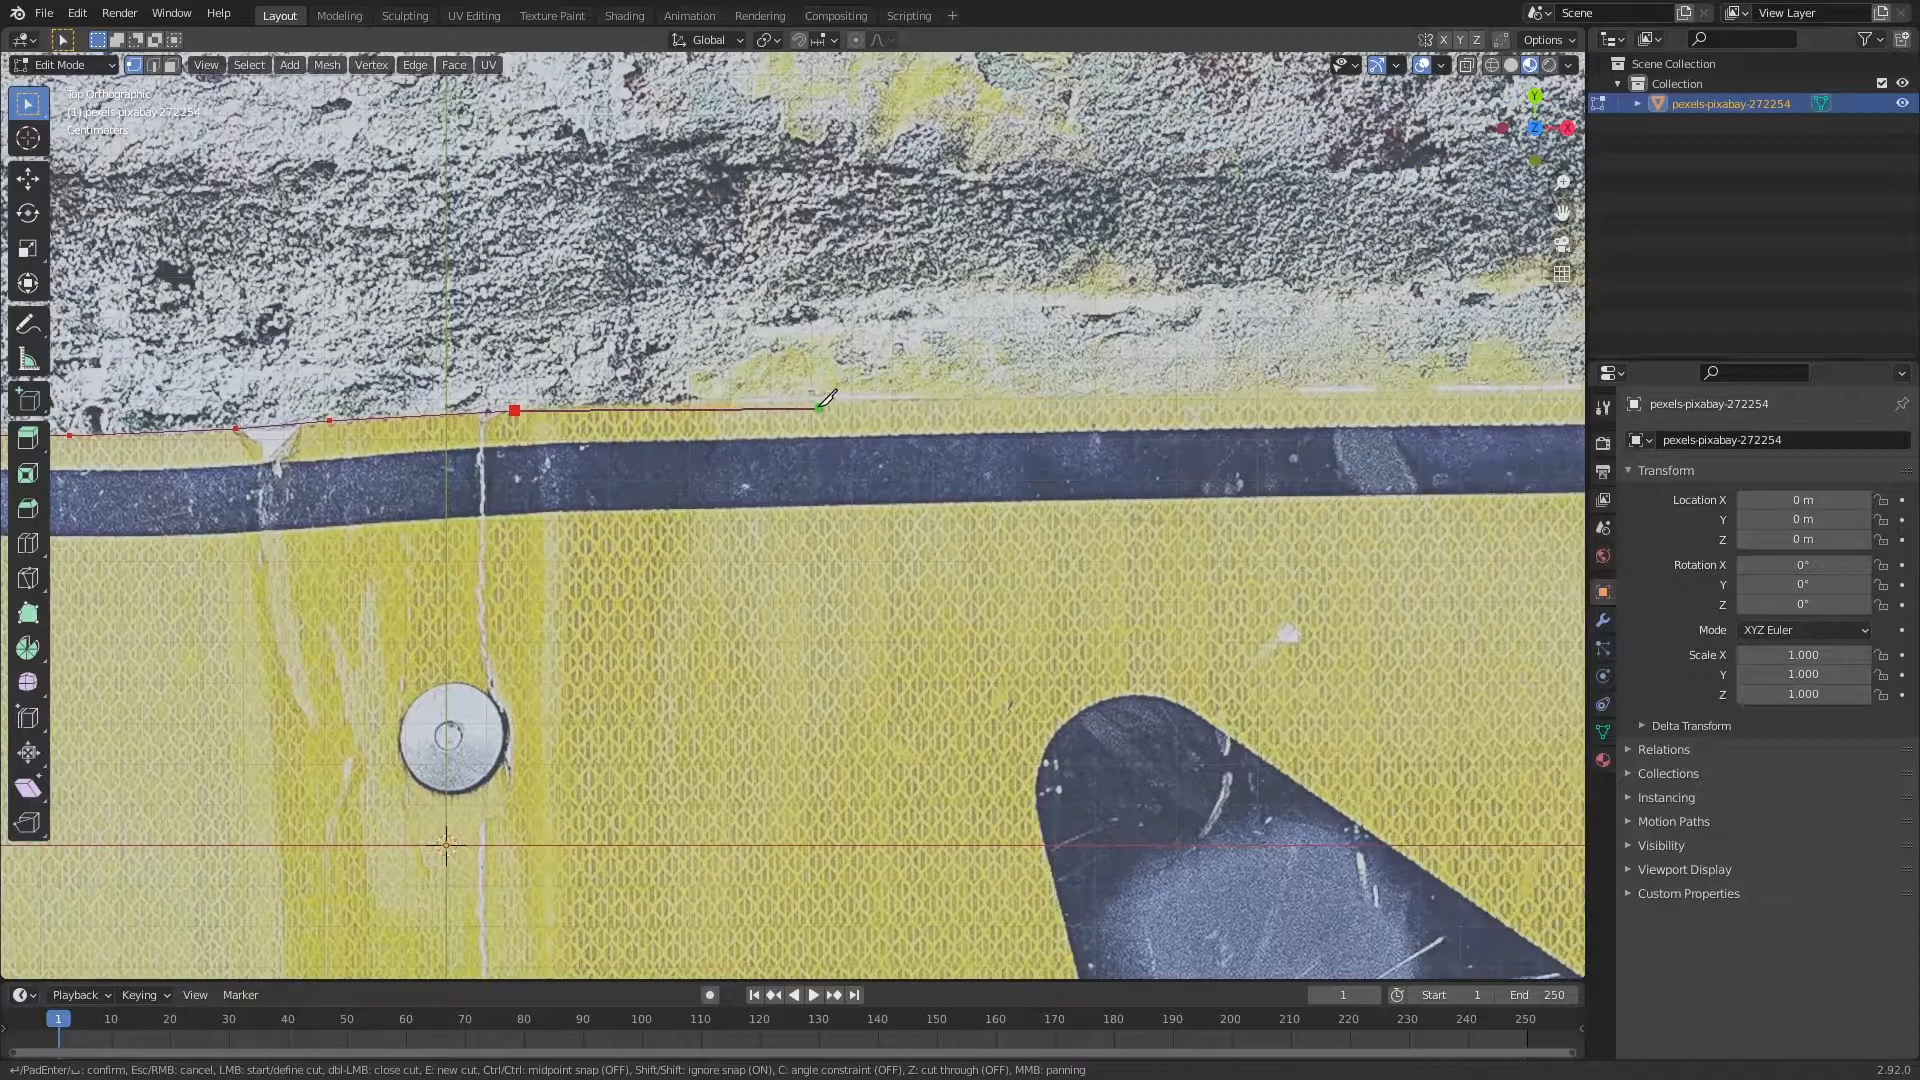 File Edit Render Window Help Layout Modeling Sculpting UV Editing Texture Paint Shading Animation Rendering Compositing Scripting + Scene View Layer
Global Options X Y Z
Edit Mode View Select Add Mesh Vertex Edge Face UV
Top Orthographic
(1) pexels-pixabay-272254
Centimeters
Y
Z
X
Scene Collection
Collection
pexels-pixabay-272254
pexels-pixabay-272254
pexels-pixabay-272254
Transform
Location X 0 m
Y 0 m
Z 0 m
Rotation X 0°
Y 0°
Z 0°
Mode XYZ Euler
Scale X 1.000
Y 1.000
Z 1.000
Delta Transform
Relations
Collections
Instancing
Motion Paths
Visibility
Viewport Display
Custom Properties
Playback Keying View Marker 1 Start 1 End 250
1 10 20 30 40 50 60 70 80 90 100 110 120 130 140 150 160 170 180 190 200 210 220 230 240 250
↵/PadEnter/⎵: confirm, Esc/RMB: cancel, LMB: start/define cut, dbl-LMB: close cut, E: new cut, Ctrl/Ctrl: midpoint snap (OFF), Shift/Shift: ignore snap (ON), C: angle constraint (OFF), Z: cut through (OFF), MMB: panning 2.92.0